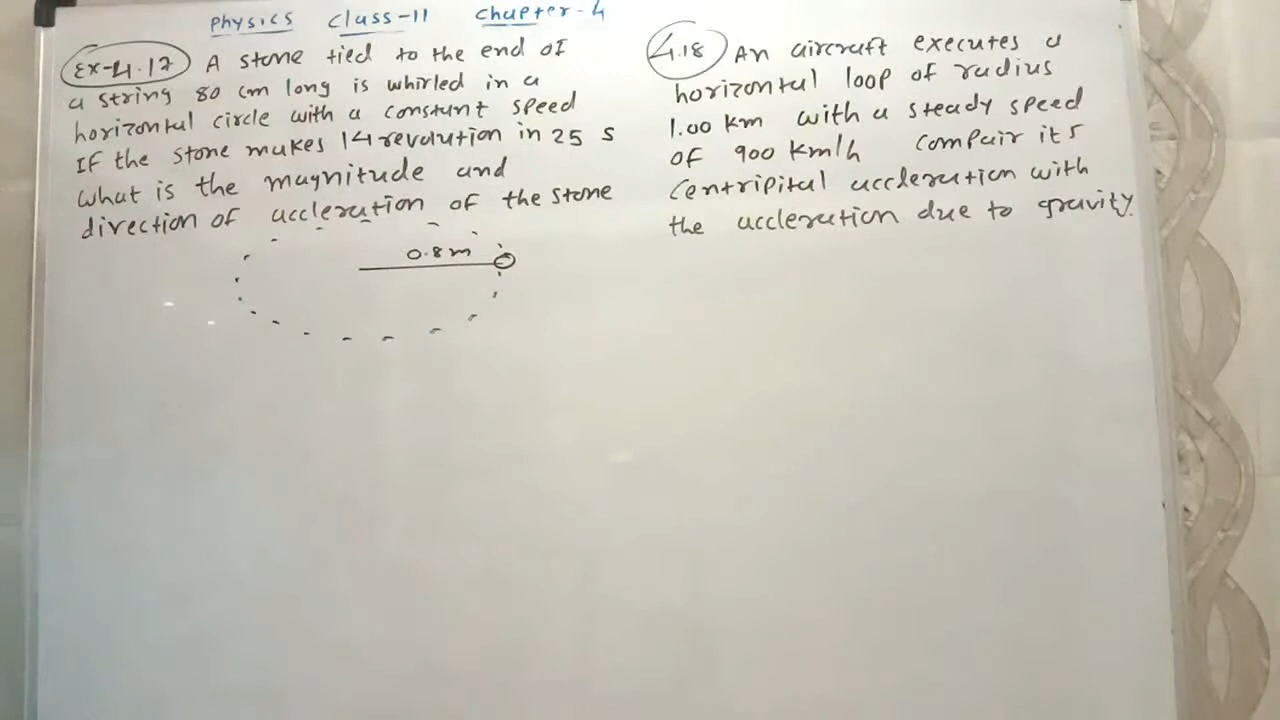 Physics Class-11 Chapter-4
Ex-4.17 A stone tied to the end of
a string 80 cm long is whirled in a
horizontal circle with a constant speed
If the stone makes 14 revolution in 25 s
what is the magnitude and
direction of accleration of the stone
0.8m
4.18 An aircraft executes a
horizontal loop of radius
1.00 km with a steady speed
of 900 km/h compair its
centripital accleration with
the accleration due to gravity.